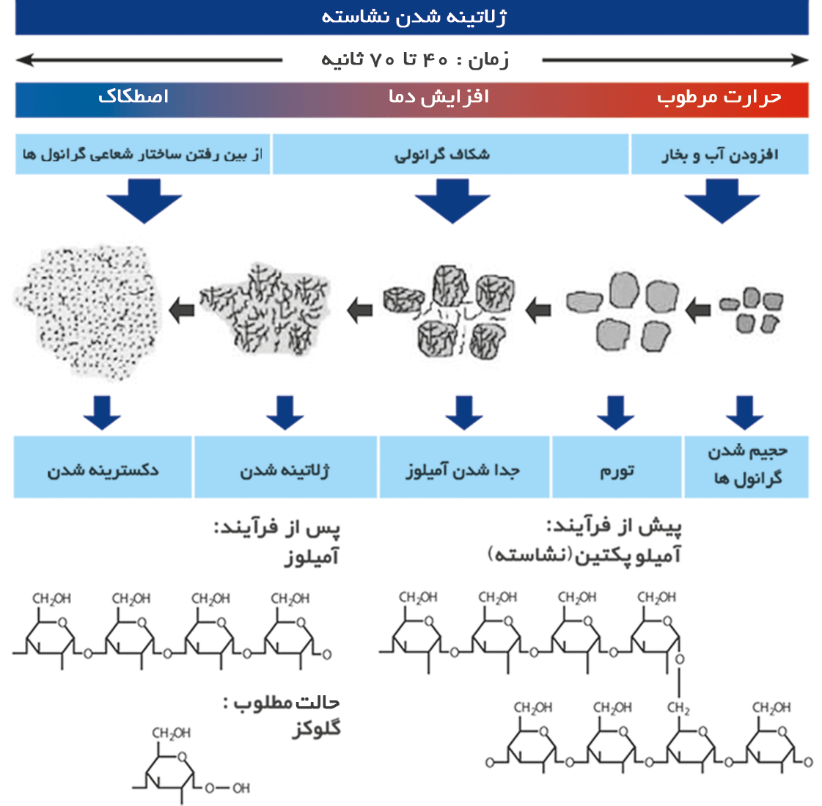 ژلاتینه شدن نشاسته
زمان : ۴۰ تا ۷۰ ثانیه
حرارت مرطوب
افزایش دما
اصطکاک
افزودن آب و بخار
شکاف گرانولی
از بین رفتن ساختار شعاعی گرانول ها
حجیم شدن
گرانول ها
تورم
جدا شدن آمیلوز
ژلاتینه شدن
دکسترینه شدن
پیش از فرآیند:
آمیلو پکتین(نشاسته)
CH₂OH CH₂OH CH₂OH CH₂OH
O O O O
O O O O
CH₂OH CH₂OH CH₂ CH₂OH
O O O O
O O O O O
پس از فرآیند:
آمیلوز
CH₂OH CH₂OH CH₂OH CH₂OH
O O O O
O O O O
حالت مطلوب :
گلوکز
CH₂OH
O
O—OH